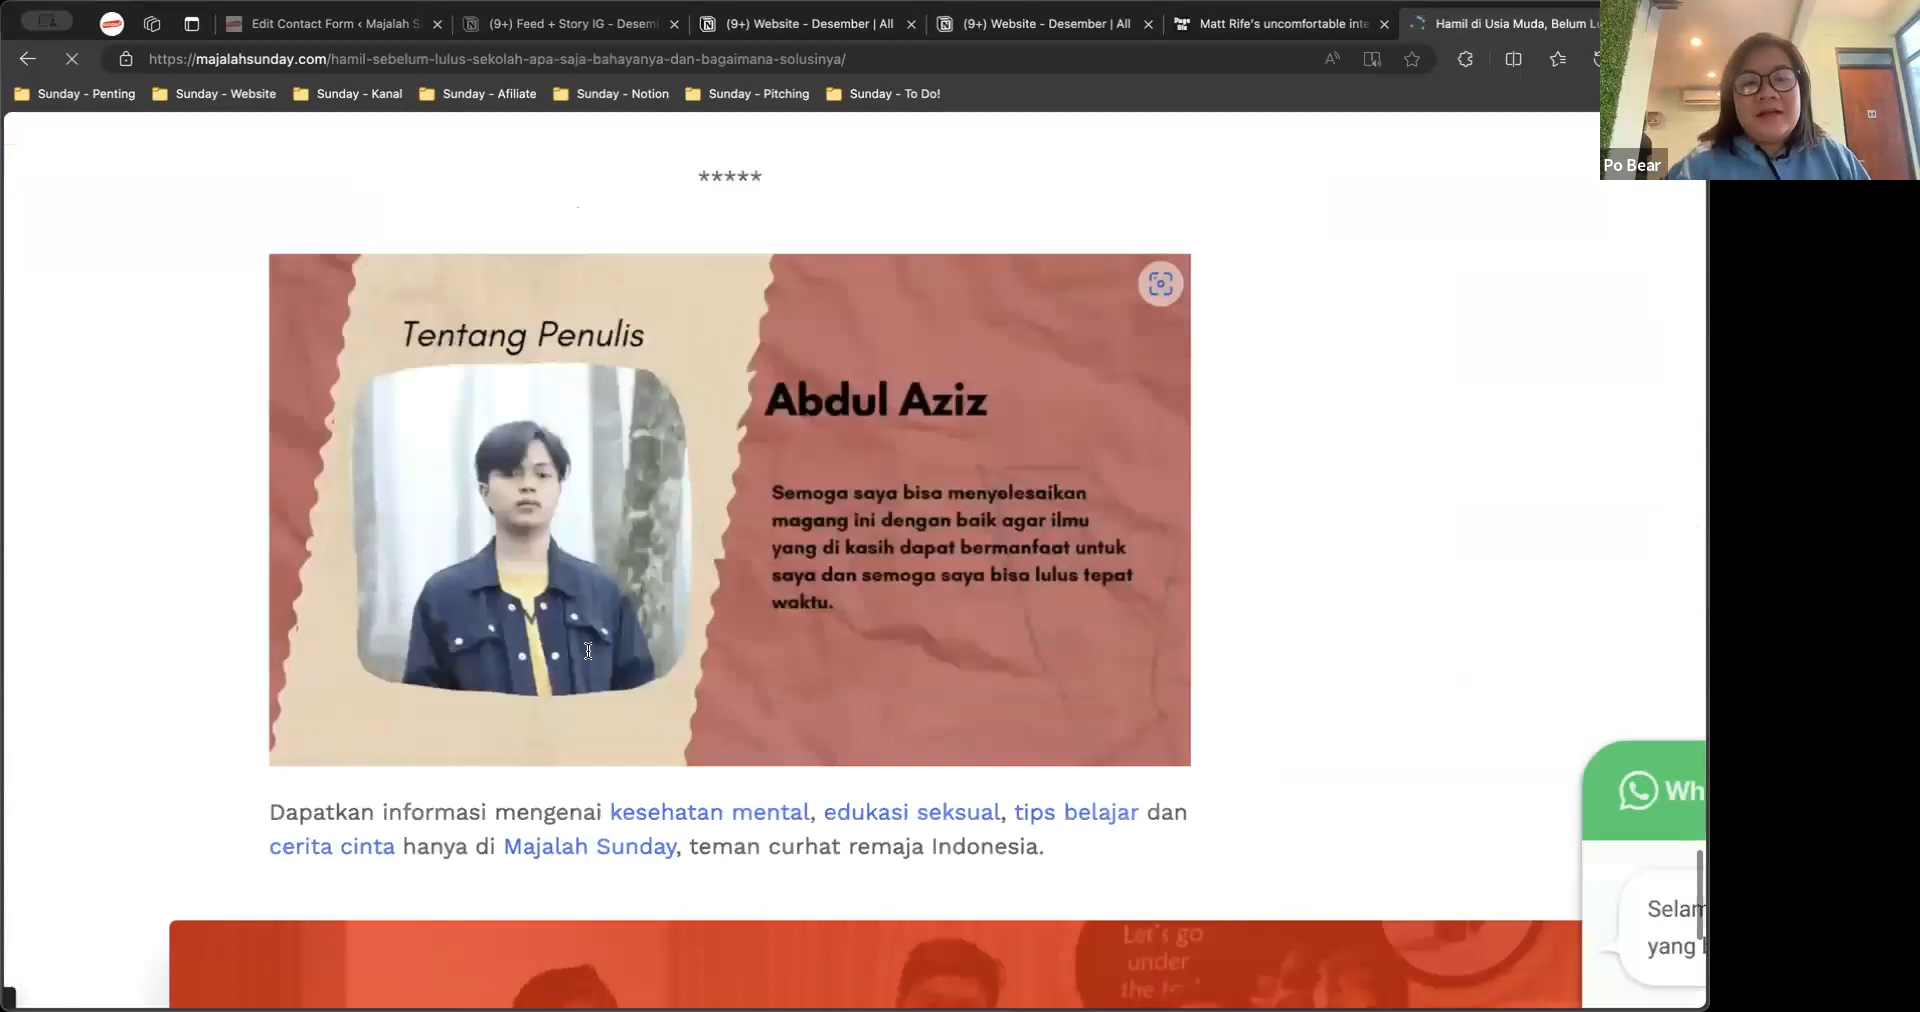 Edit Contact Form ‹ Majalah S
(9+) Feed + Story IG - Desem
(9+) Website - Desember | All
(9+) Website - Desember | All
Page Six
Matt Rife's uncomfortable inte
Hamil di Usia Muda, Belum Lu
https://majalahsunday.com/hamil-sebelum-lulus-sekolah-apa-saja-bahayanya-dan-bagaimana-solusinya/
Sunday - Penting
Sunday - Website
Sunday - Kanal
Sunday - Afiliate
Sunday - Notion
Sunday - Pitching
Sunday - To Do!
Po Bear
*****
Tentang Penulis
Abdul Aziz
Semoga saya bisa menyelesaikan
magang ini dengan baik agar ilmu
yang di kasih dapat bermanfaat untuk
saya dan semoga saya bisa lulus tepat
waktu.
Dapatkan informasi mengenai kesehatan mental, edukasi seksual, tips belajar dan
cerita cinta hanya di Majalah Sunday, teman curhat remaja Indonesia.
Wh
Selam
yang b
Let's go
under
the